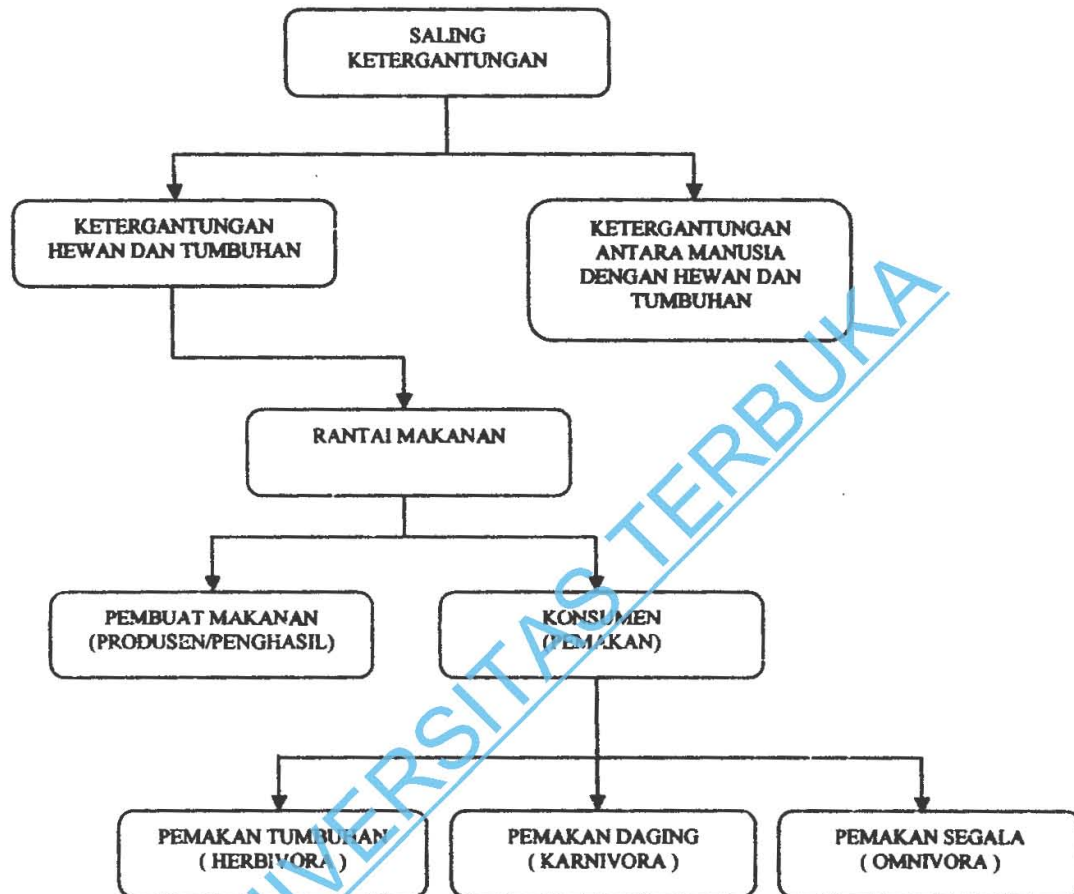 SALING
KETERGANTUNGAN
KETERGANTUNGAN
HEWAN DAN TUMBUHAN
KETERGANTUNGAN
ANTARA MANUSIA
DENGAN HEWAN DAN
TUMBUHAN
RANTAI MAKANAN
PEMBUAT MAKANAN
(PRODUSEN/PENGHASIL)
KONSUMEN
(PEMAKAN)
PEMAKAN TUMBUHAN
( HERBIVORA )
PEMAKAN DAGING
( KARNIVORA )
PEMAKAN SEGALA
( OMNIVORA )
UNIVERSITAS TERBUKA